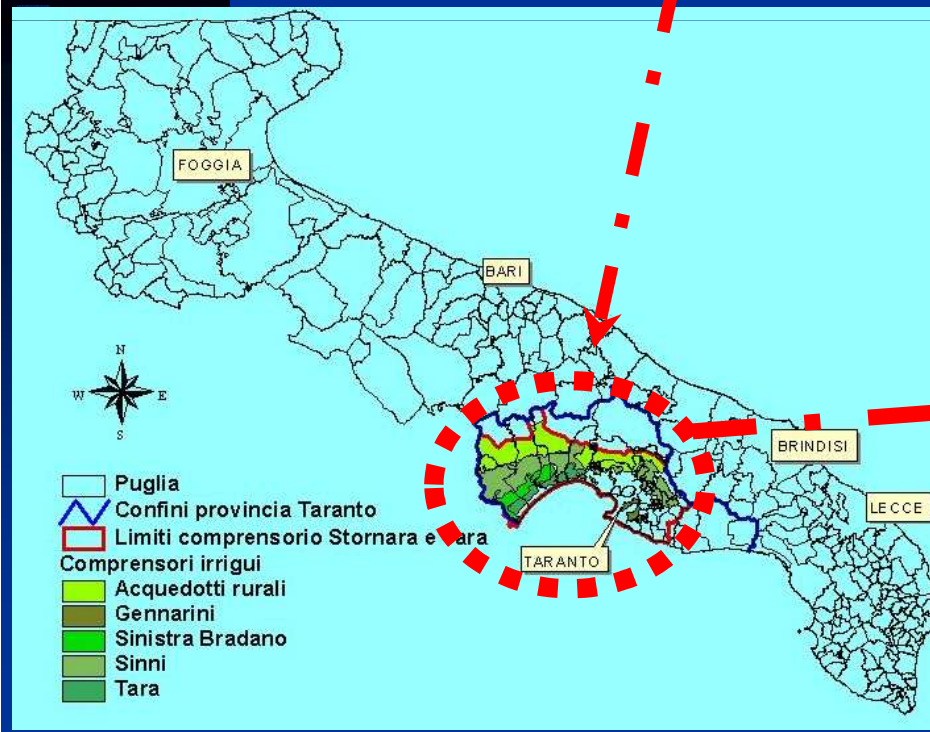 FOGGIA
BARI
N
W E
S
BRINDISI
LECCE
TARANTO
Puglia
Confini provincia Taranto
Limiti comprensorio Stornara e Tara
Comprensori irrigui
Acquedotti rurali
Gennarini
Sinistra Bradano
Sinni
Tara